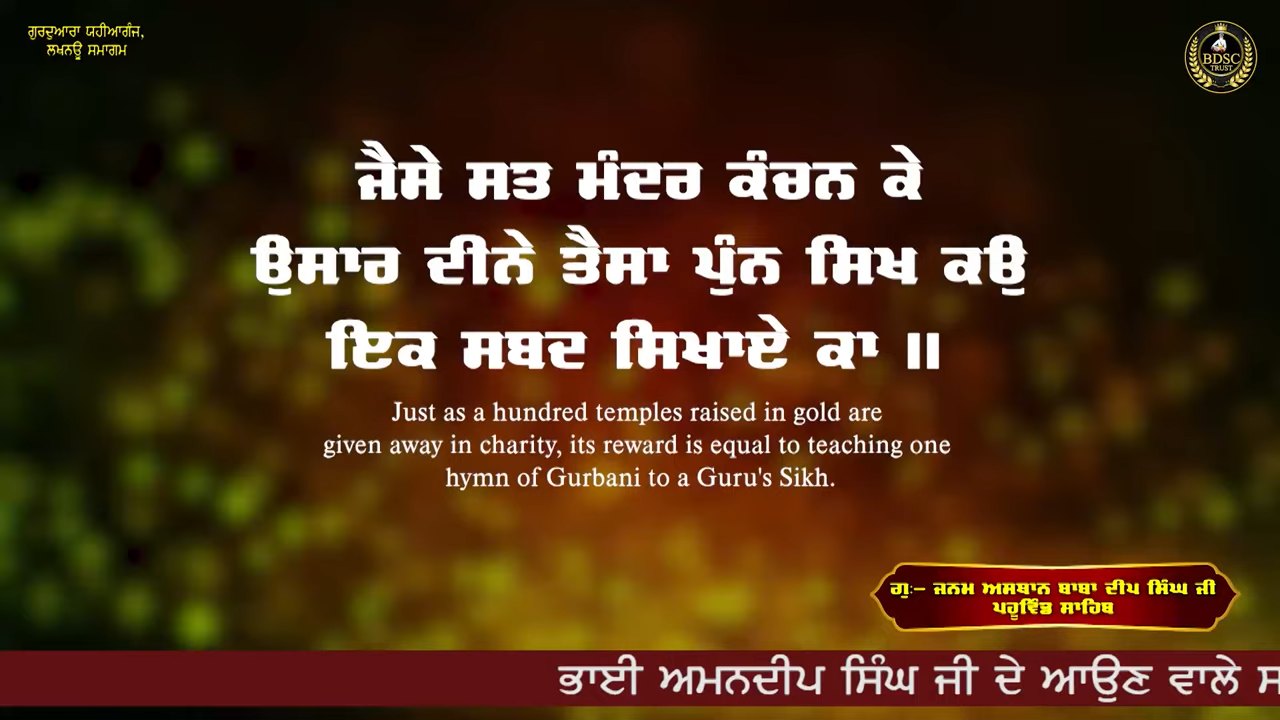 ਗੁਰਦੁਆਰਾ ਯਹੀਆਗੰਜ,
ਲਖਨਊ ਸਮਾਗਮ
BDSC
TRUST
ਜੈਸੇ ਸਤ ਮੰਦਰ ਕੰਚਨ ਕੇ
ਉਸਾਰ ਦੀਨੇ ਤੈਸਾ ਪੁੰਨ ਸਿਖ ਕਉ
ਇਕ ਸਬਦ ਸਿਖਾਏ ਕਾ ॥
Just as a hundred temples raised in gold are
given away in charity, its reward is equal to teaching one
hymn of Gurbani to a Guru's Sikh.
ਗੁ:- ਜਨਮ ਅਸਥਾਨ ਬਾਬਾ ਦੀਪ ਸਿੰਘ ਜੀ
ਪਹੂਵਿੰਡ ਸਾਹਿਬ
ਭਾਈ ਅਮਨਦੀਪ ਸਿੰਘ ਜੀ ਦੇ ਆਉਣ ਵਾਲੇ